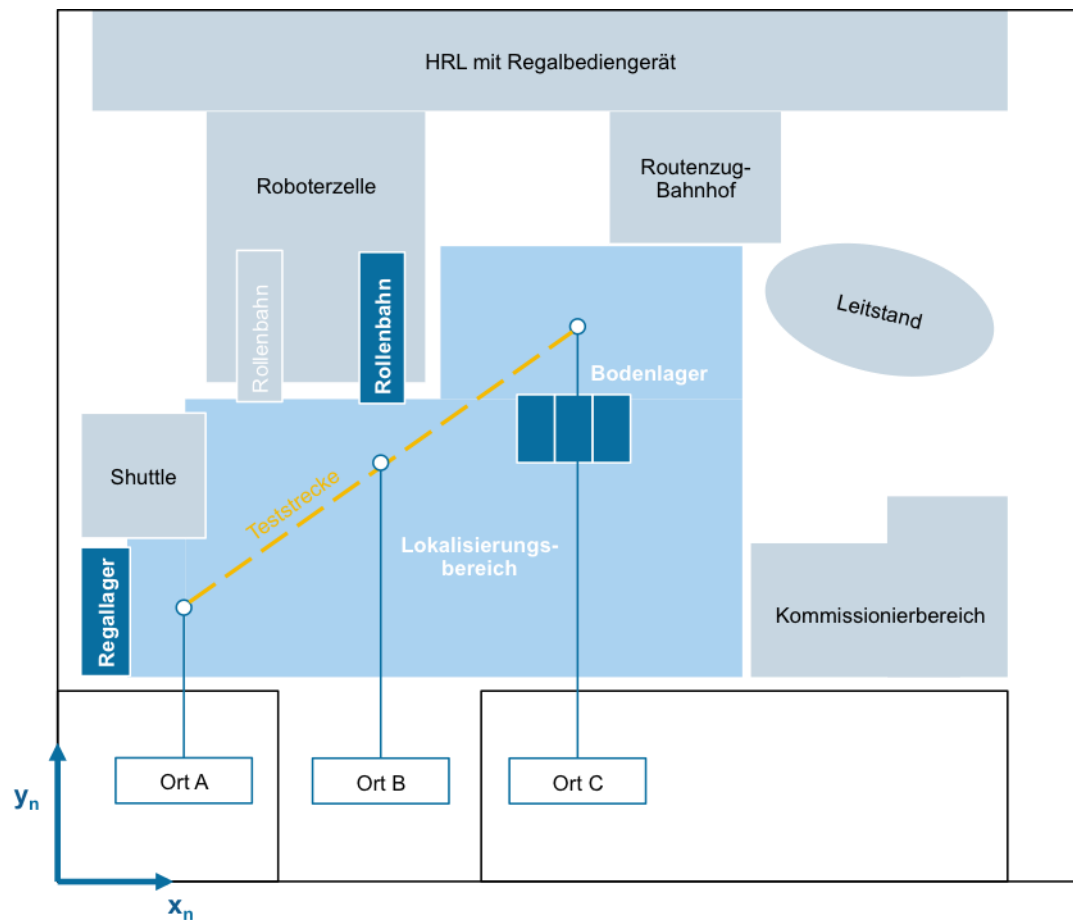 HRL mit Regalbediengerät
Roboterzelle
Routenzug-
Bahnhof
Rollenbahn
Rollenbahn
Leitstand
Bodenlager
Shuttle
Teststrecke
Lokalisierungs-
bereich
Regallager
Kommissionierbereich
Ort A
Ort B
Ort C
yn
xn